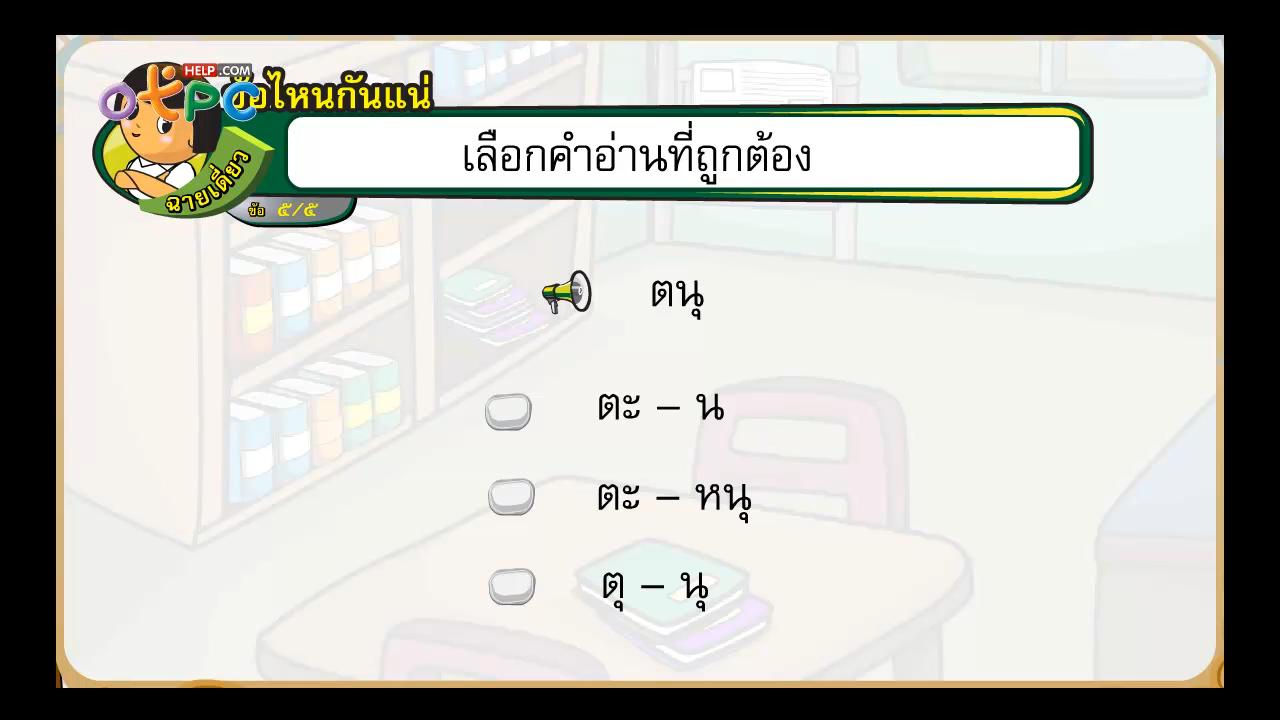 HELP.COM
otpc
ข้อไหนกันแน่
เลือกคำอ่านที่ถูกต้อง
ฉายเดี่ยว
ข้อ ๕/๕
ตนุ
ตะ – น
ตะ – หนุ
ตุ – นุ